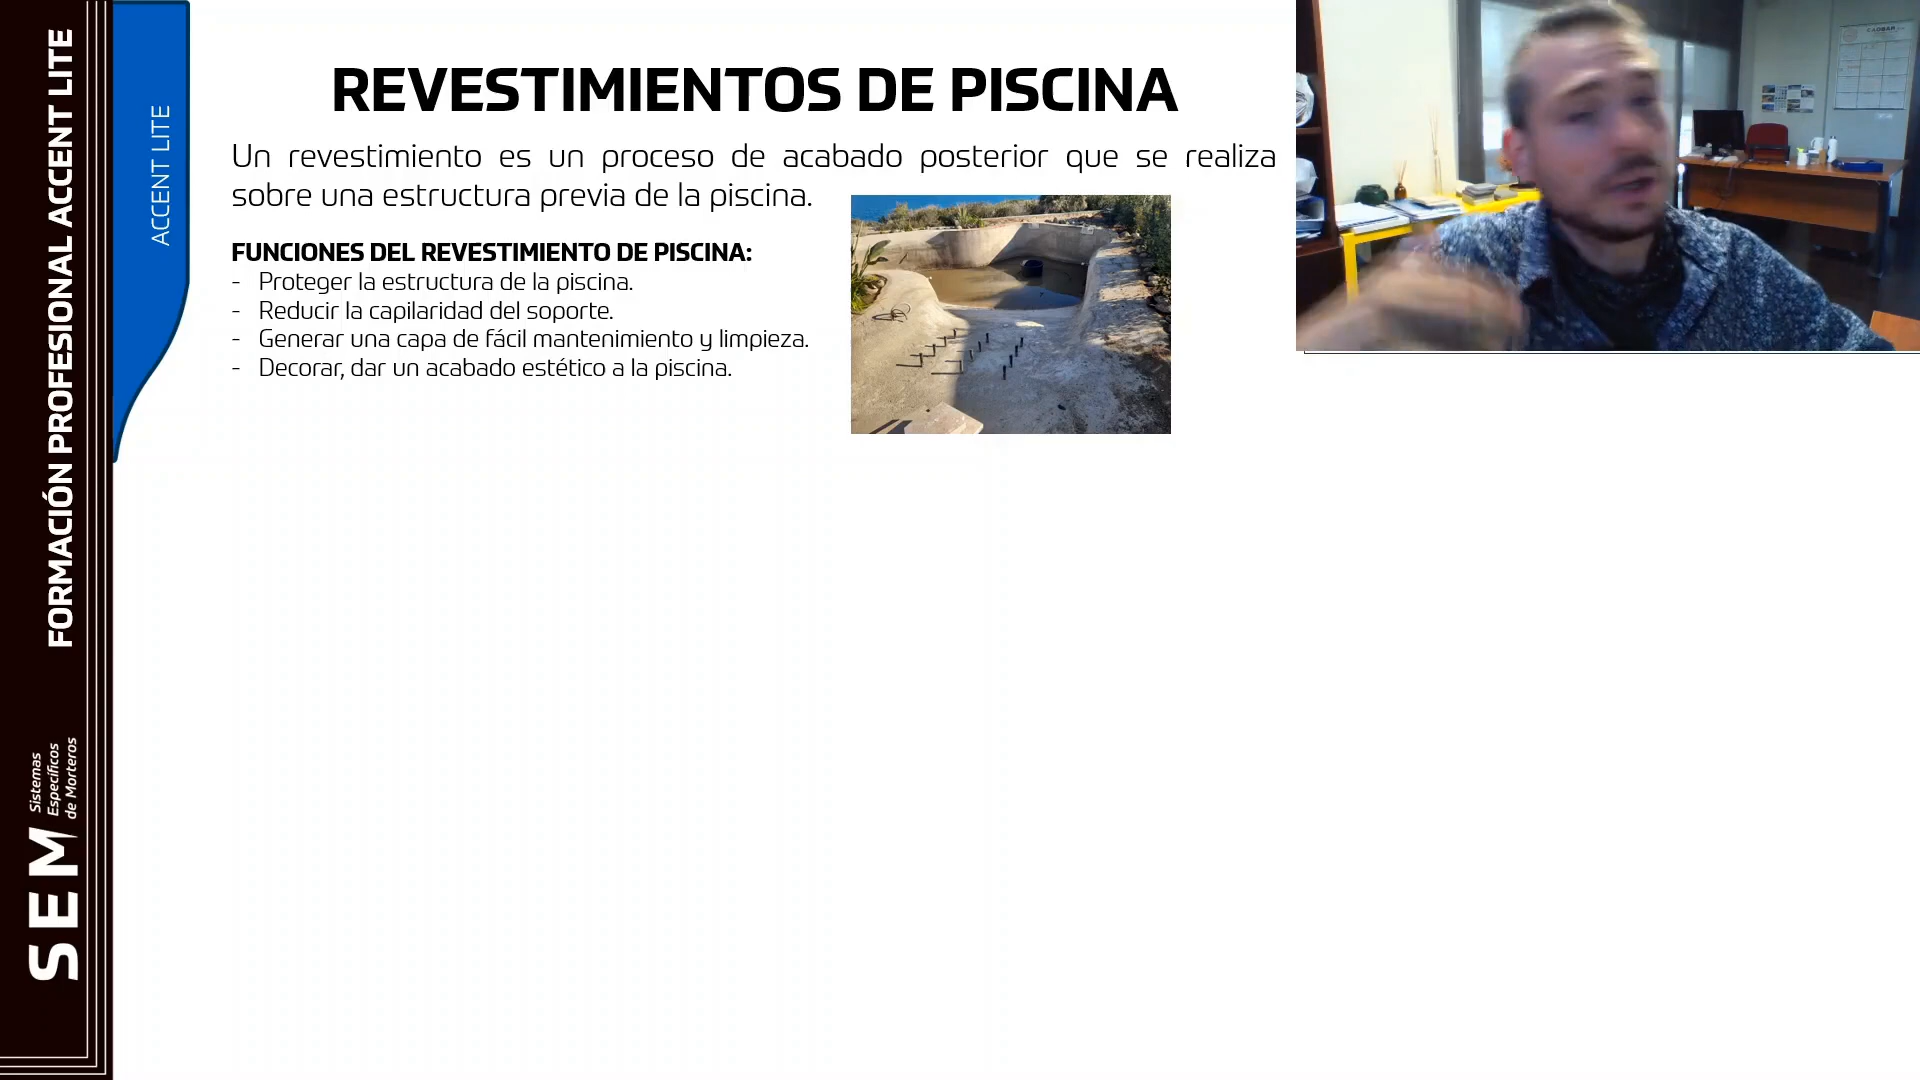 FORMACIÓN PROFESIONAL ACCENT LITE
SEM
Sistemas
Específicos
de Morteros
ACCENT LITE
REVESTIMIENTOS DE PISCINA
Un revestimiento es un proceso de acabado posterior que se realiza
sobre una estructura previa de la piscina.
FUNCIONES DEL REVESTIMIENTO DE PISCINA:
- Proteger la estructura de la piscina.
- Reducir la capilaridad del soporte.
- Generar una capa de fácil mantenimiento y limpieza.
- Decorar, dar un acabado estético a la piscina.